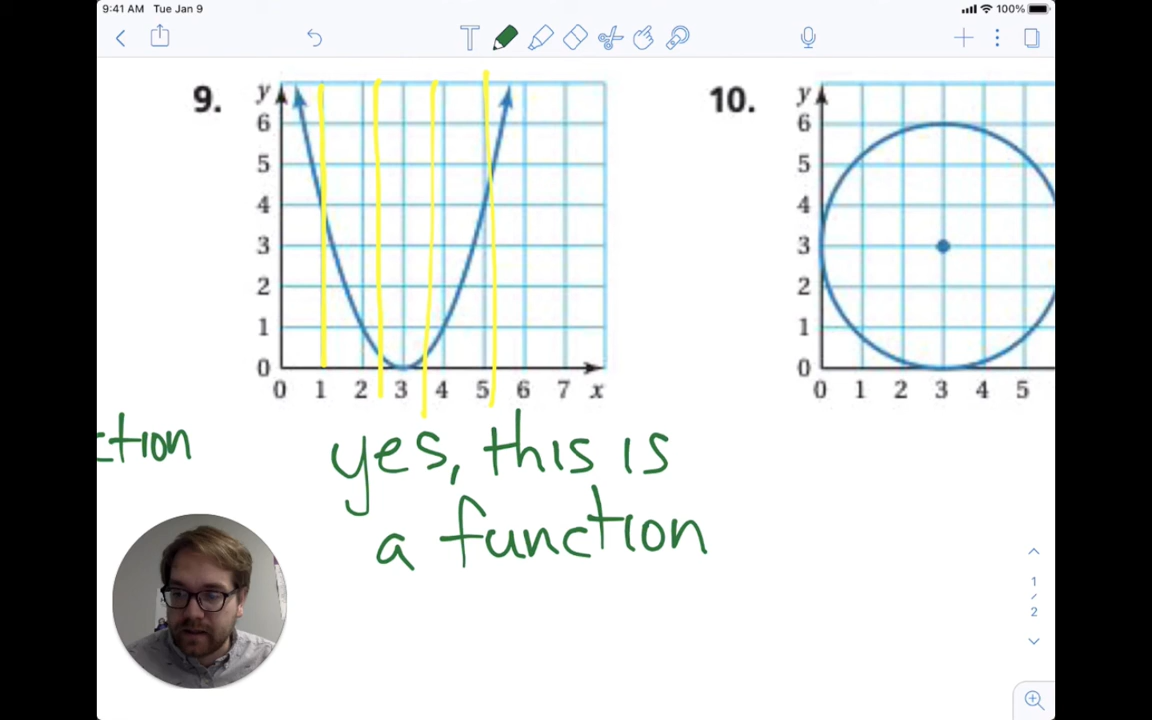 9:41 AM Tue Jan 9
100%
T
9.
y
6
5
4
3
2
1
0
0 1 2 3 4 5 6 7 x
10.
y
6
5
4
3
2
1
0
0 1 2 3 4 5
ction
yes, this is
a function
1
/
2